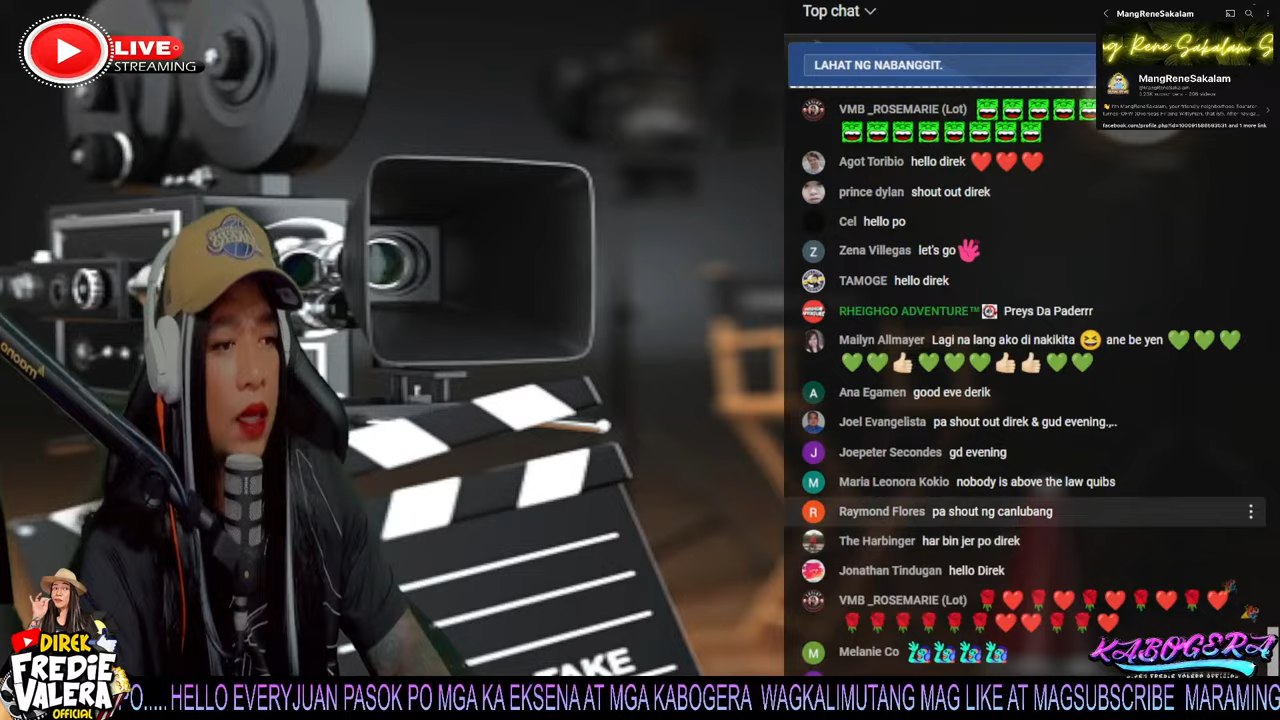 LIVE
STREAMING
Top chat
MangReneSakalam
Mang Rene Sakalam S
MangReneSakalam
@MangReneSakalam
LAHAT NG NABANGGIT.
VMB _ROSEMARIE (Lot)
Agot Toribio hello direk ❤️❤️❤️
prince dylan shout out direk
Cel hello po
Z
Zena Villegas let's go
TAMOGE hello direk
RHEIGHGO ADVENTURE™ Preys Da Paderrr
Mailyn Allmayer Lagi na lang ako di nakikita 😆 ane be yen 💚💚💚
💚💚👍🏻💚💚💚👍🏻👍🏻💚💚
A
Ana Egamen good eve derik
Joel Evangelista pa shout out direk & gud evening.,..
J
Joepeter Secondes gd evening
M
Maria Leonora Kokio nobody is above the law quibs
R
Raymond Flores pa shout ng canlubang
The Harbinger har bin jer po direk
Jonathan Tindugan hello Direk
VMB _ROSEMARIE (Lot) 🌹❤️🌹❤️🌹❤️🌹❤️🌹❤️
🌹🌹🌹🌹🌹🌹❤️❤️🌹🌹❤️
M
Melanie Co
KABOGERA
TAKE
maono
DIREK
FREDIE
VALERA
OFFICIAL
O..... HELLO EVERYJUAN PASOK PO MGA KA EKSENA AT MGA KABOGERA WAGKALIMUTANG MAG LIKE AT MAGSUBSCRIBE MARAMING